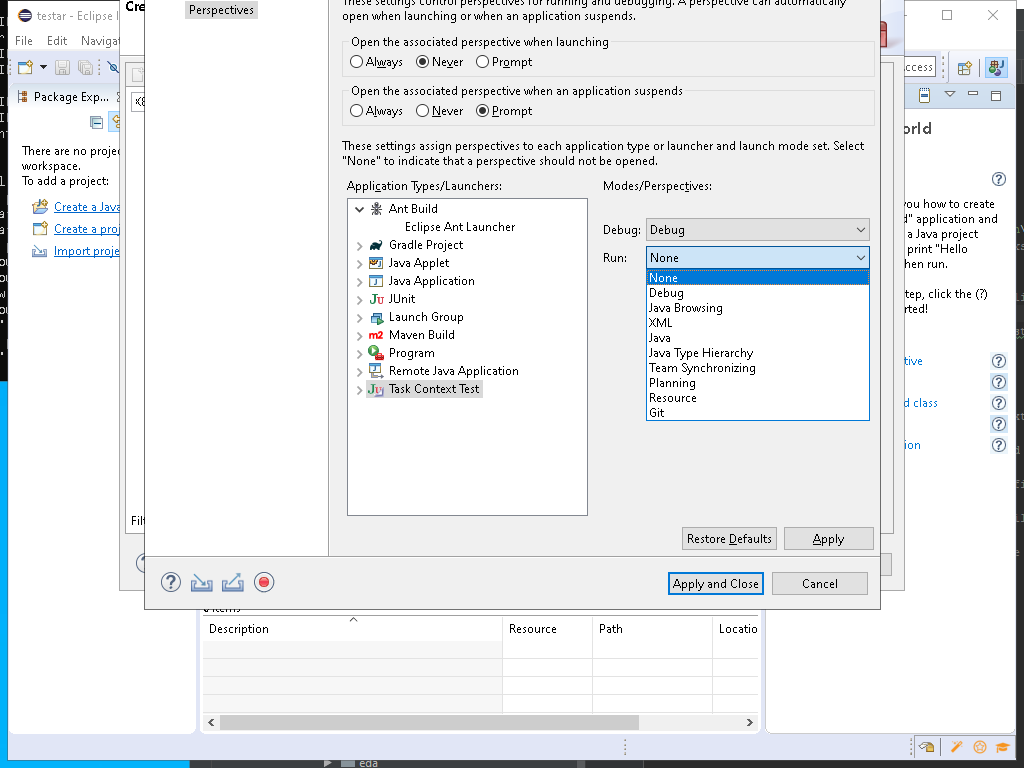 testar - Eclipse I
Cre
Perspectives
These settings control perspectives for running and debugging. A perspective can automatically
open when launching or when an application suspends.
File Edit Navigat
Open the associated perspective when launching
Always Never Prompt
ccess
Package Exp...
Open the associated perspective when an application suspends
Always Never Prompt
orld
These settings assign perspectives to each application type or launcher and launch mode set. Select
"None" to indicate that a perspective should not be opened.
There are no proje
workspace.
To add a project:
Create a Java
Create a proj
Import proje
Application Types/Launchers:
Ant Build
Eclipse Ant Launcher
Gradle Project
Java Applet
Java Application
JUnit
Launch Group
m2 Maven Build
Program
Remote Java Application
Task Context Test
Modes/Perspectives:
Debug: Debug
Run: None
None
Debug
Java Browsing
XML
Java
Java Type Hierarchy
Team Synchronizing
Planning
Resource
Git
you how to create
d" application and
a Java project
print "Hello
hen run.
tep, click the (?)
rted!
tive
d class
ion
Filt
Restore Defaults Apply
Apply and Close Cancel
Items
Description Resource Path Locatio
eda